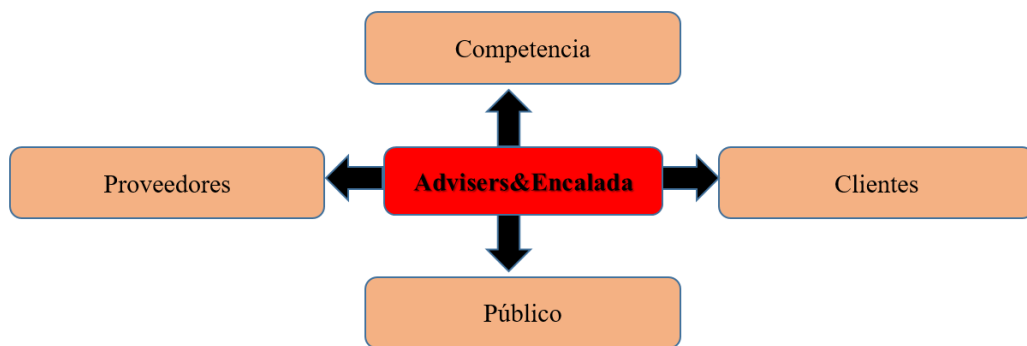 Competencia
Proveedores
Advisers&Encalada
Clientes
Público